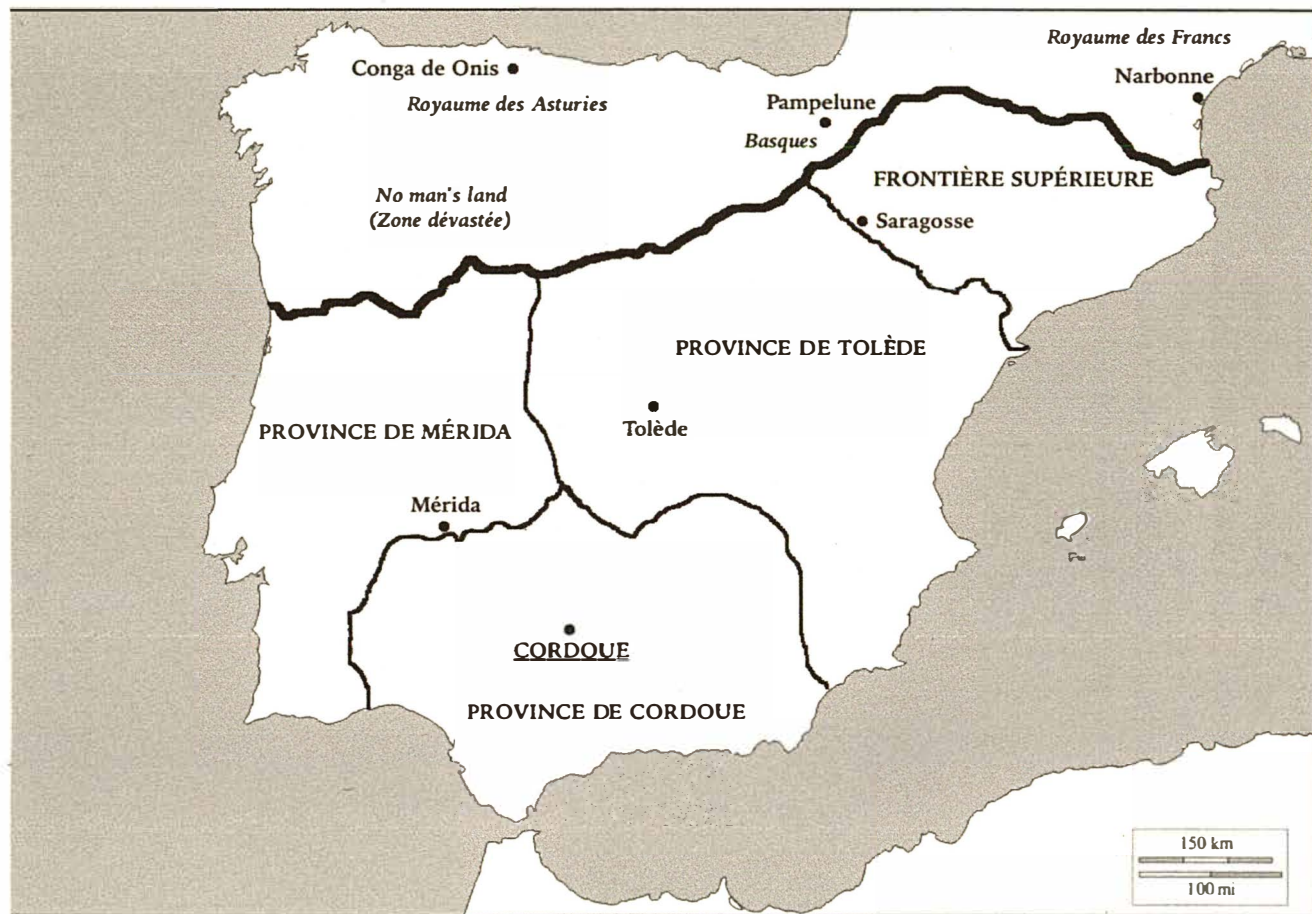 Royaume des Francs
Conga de Onis
Narbonne
Royaume des Asturies
Pampelune
Basques
FRONTIÈRE SUPÉRIEURE
No man's land
(Zone dévastée)
Saragosse
PROVINCE DE TOLÈDE
Tolède
PROVINCE DE MÉRIDA
Mérida
CORDOUE
PROVINCE DE CORDOUE
150 km
100 mi